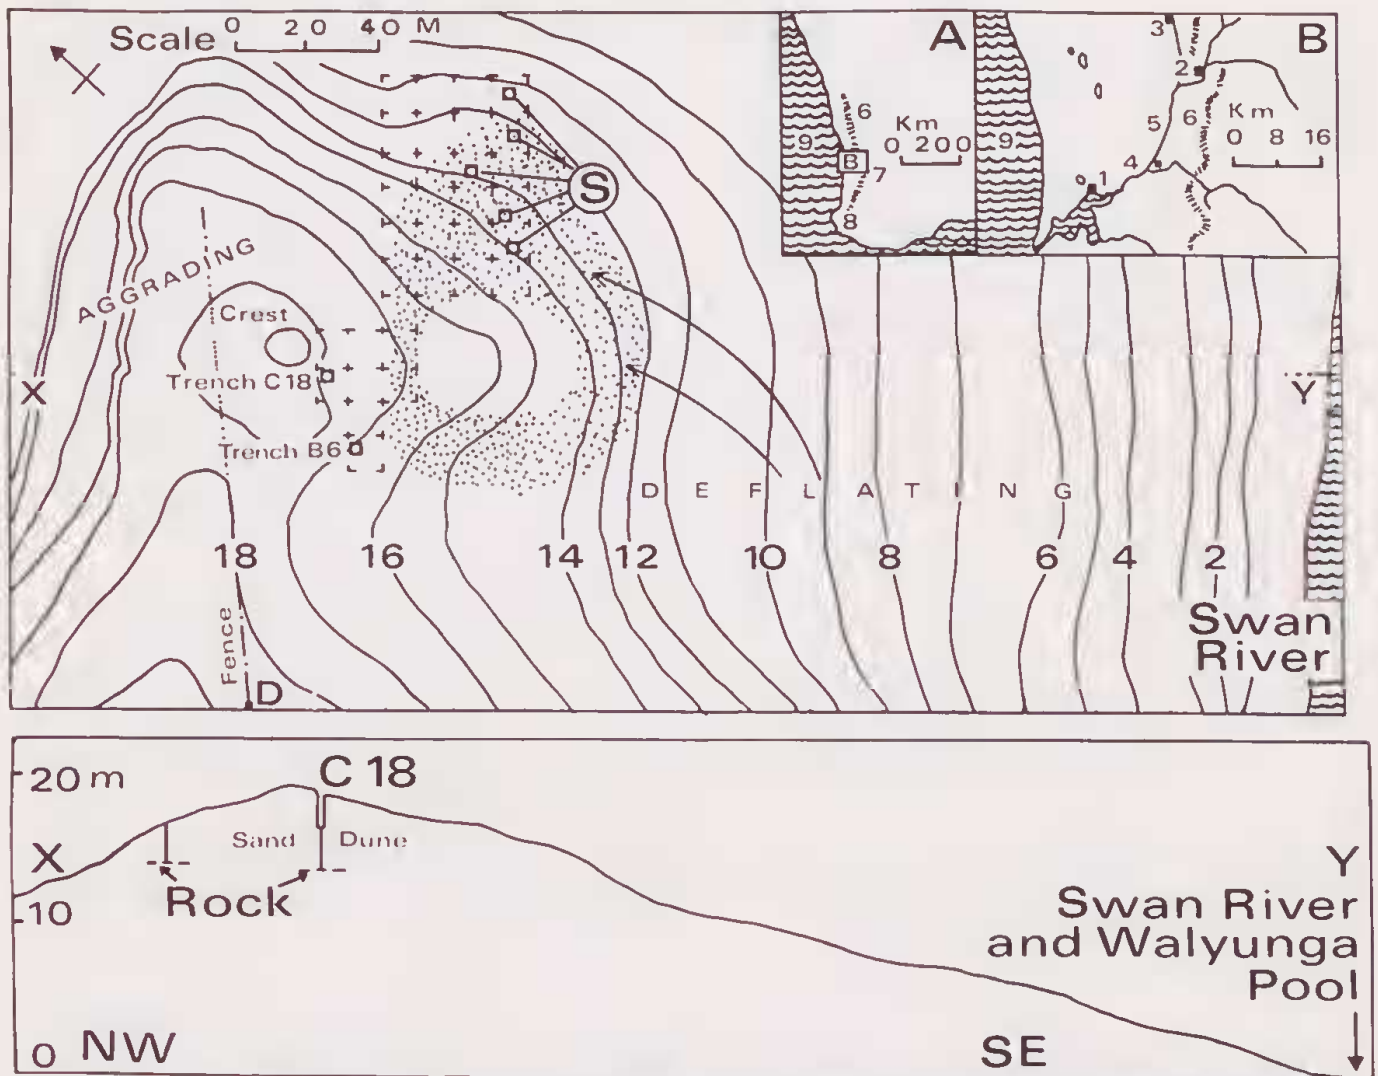 Scale 0 20 40 M
A
B
3
2
6
Km
0 200
9
B
7
8
9
5
6
Km
0 8 16
4
1
S
AGGRADING
Crest
X
Trench C18
Y
Trench B6
DEFLATING
18
16
14
12
10
8
6
4
2
Fence
D
Swan
River
20 m
C 18
X
Sand Dune
Rock
10
Y
Swan River
and Walyunga
Pool
0 NW
SE